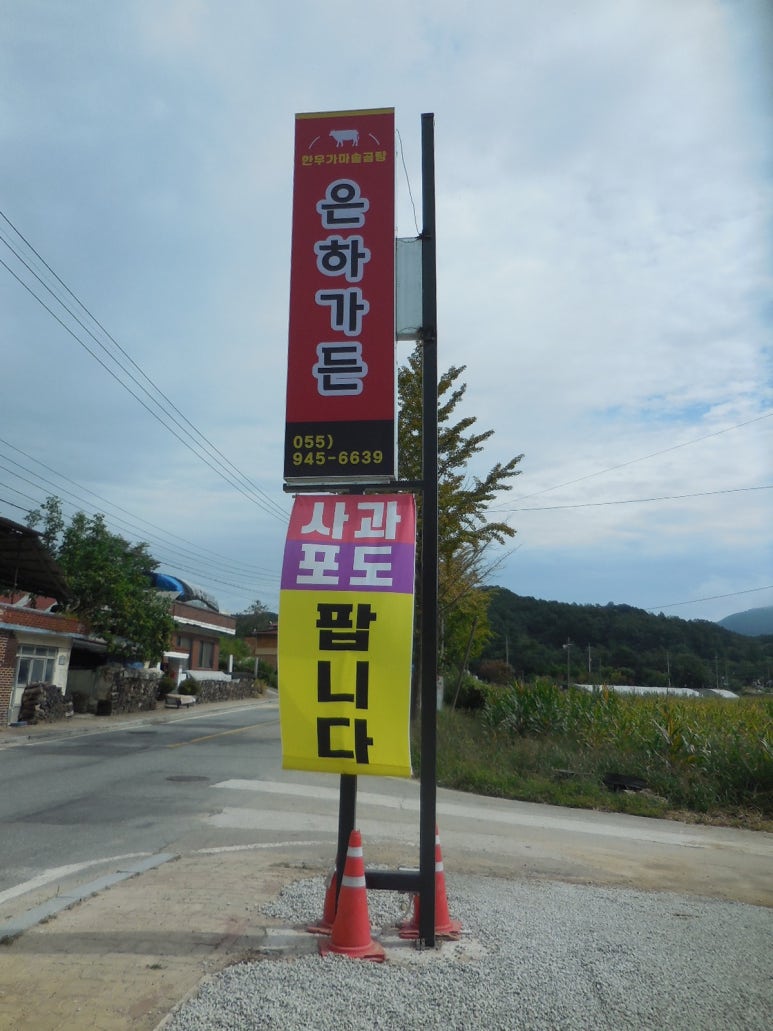 한우가마솥곰탕
은하가든
055)
945-6639
사과
포도
팝니다